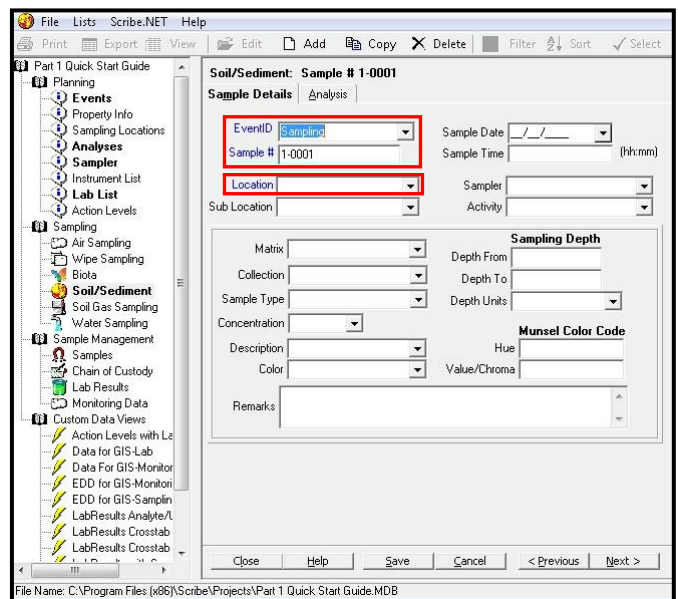 File Lists Scribe.NET Help
Print Export View Edit Add Copy Delete Filter Sort Select
Part 1 Quick Start Guide
Planning
Events
Property Info
Sampling Locations
Analyses
Sampler
Instrument List
Lab List
Action Levels
Sampling
Air Sampling
Wipe Sampling
Biota
Soil/Sediment
Soil Gas Sampling
Water Sampling
Sample Management
Samples
Chain of Custody
Lab Results
Monitoring Data
Custom Data Views
Action Levels with La
Data for GIS-Lab
Data For GIS-Monitor
EDD for GIS-Monitori
EDD for GIS-Samplin
LabResults Analyte/L
LabResults Crosstab
LabResults Crosstab
Soil/Sediment: Sample # 1-0001
Sample Details Analysis
EventID Sampling Sample Date _/_/___
Sample # 1-0001 Sample Time (hh:mm)
Location Sampler
Sub Location Activity
Matrix Sampling Depth
Depth From
Collection Depth To
Sample Type Depth Units
Concentration Munsel Color Code
Description Hue
Color Value/Chroma
Remarks
Close Help Save Cancel < Previous Next >
File Name: C:\Program Files (x86)\Scribe\Projects\Part 1 Quick Start Guide.MDB